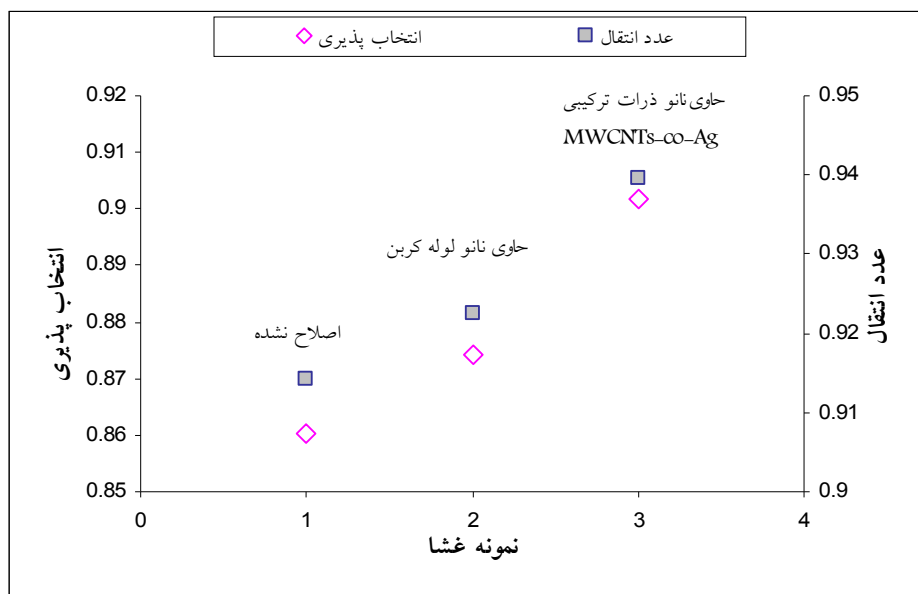 انتخاب پذیری
عدد انتقال
0.92
0.91
0.9
0.89
0.88
0.87
0.86
0.85
انتخاب پذیری
0.95
0.94
0.93
0.92
0.91
0.9
عدد انتقال
حاوی نانو ذرات ترکیبی
MWCNTs-co-Ag
حاوی نانو لوله کربن
اصلاح نشده
0 1 2 3 4
نمونه غشا